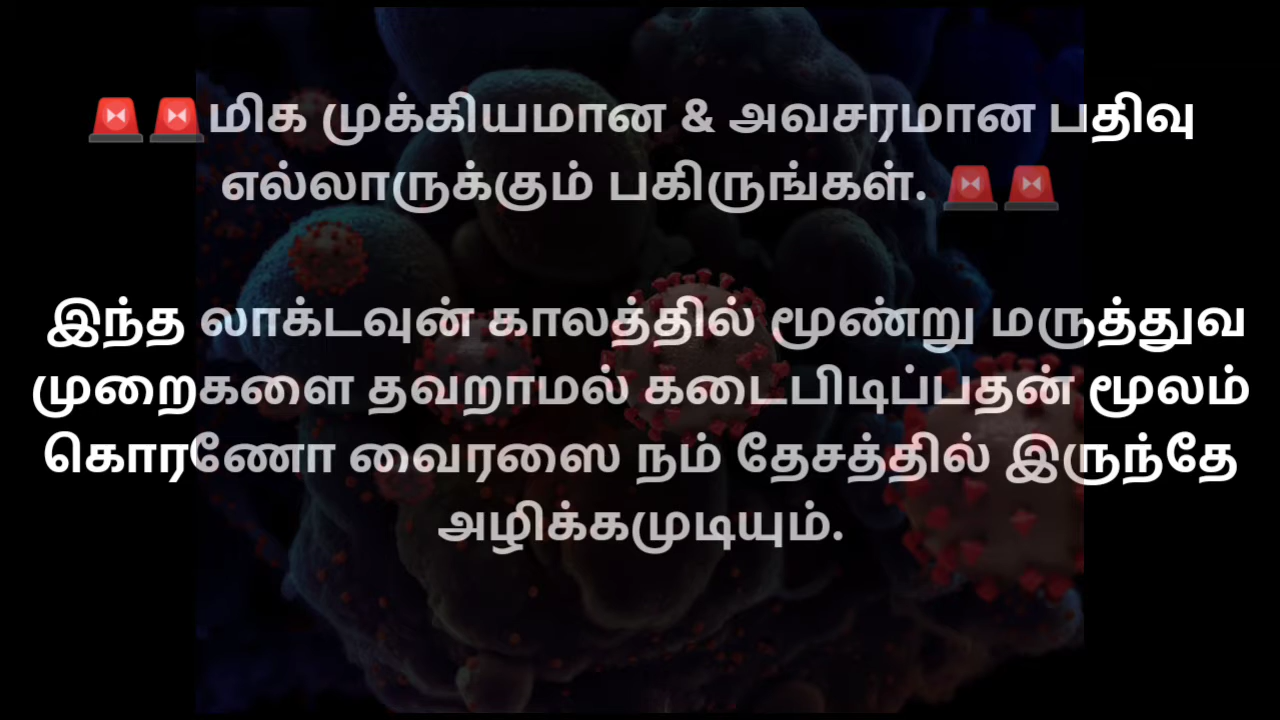 🚨🚨மிக முக்கியமான & அவசரமான பதிவு
எல்லாருக்கும் பகிருங்கள். 🚨🚨
இந்த லாக்டவுன் காலத்தில் மூண்று மருத்துவ
முறைகளை தவறாமல் கடைபிடிப்பதன் மூலம்
கொரணோ வைரஸை நம் தேசத்தில் இருந்தே
அழிக்கமுடியும்.